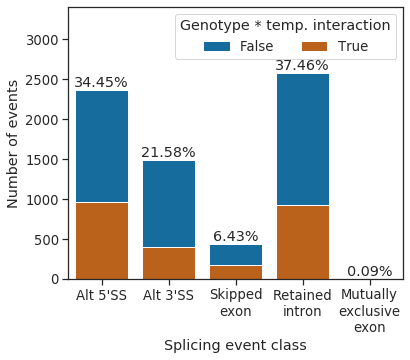 Genotype * temp. interaction
False True
3000
2500
2000
1500
1000
500
0
Number of events
34.45%
21.58%
6.43%
37.46%
0.09%
Alt 5'SS Alt 3'SS Skipped Retained Mutually
exon intron exclusive
exon
Splicing event class